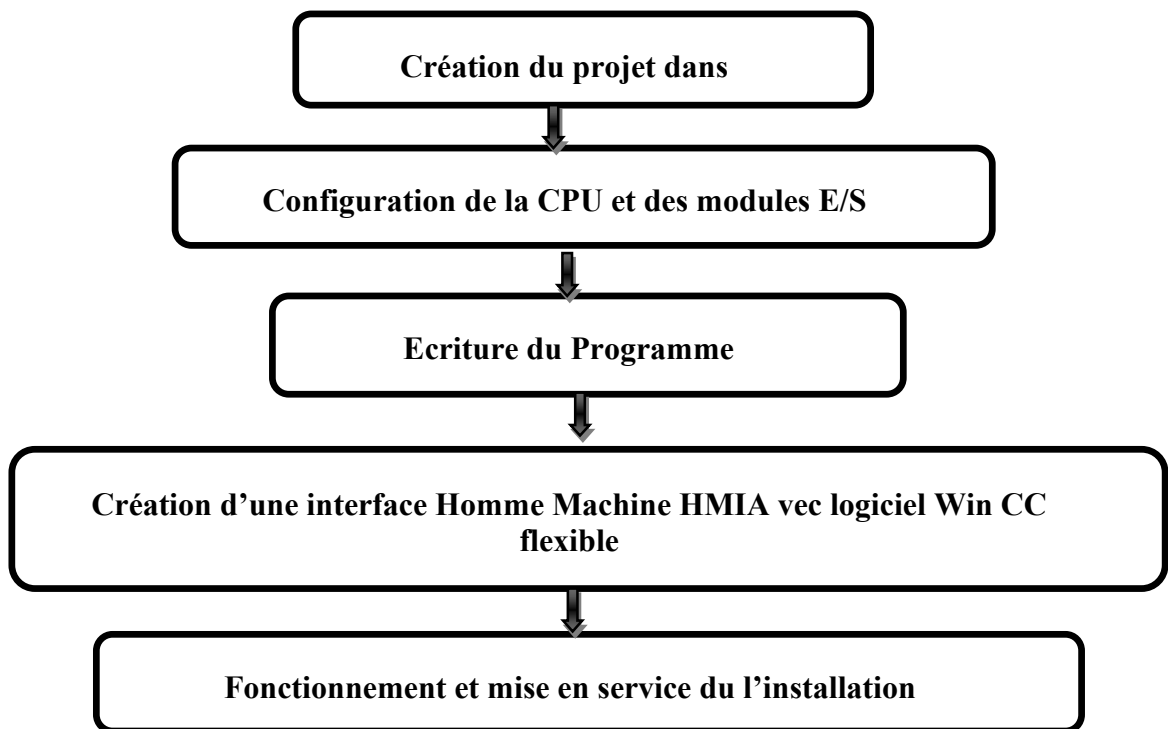 Création du projet dans
Configuration de la CPU et des modules E/S
Ecriture du Programme
Création d’une interface Homme Machine HMIA vec logiciel Win CC
flexible
Fonctionnement et mise en service du l’installation